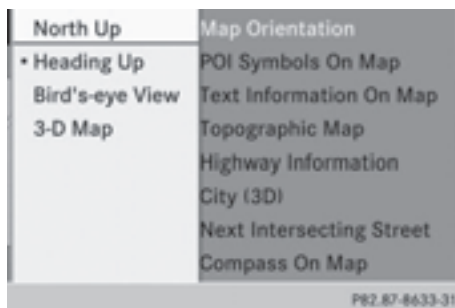 North Up
• Heading Up
Bird's-eye View
3-D Map
Map Orientation
POI Symbols On Map
Text Information On Map
Topographic Map
Highway Information
City (3D)
Next Intersecting Street
Compass On Map
P82.87-8633-31